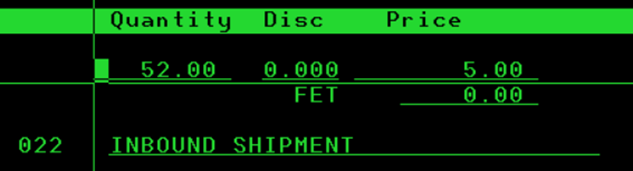 Quantity Disc Price
52.00 0.000 5.00
FET 0.00
022 INBOUND SHIPMENT